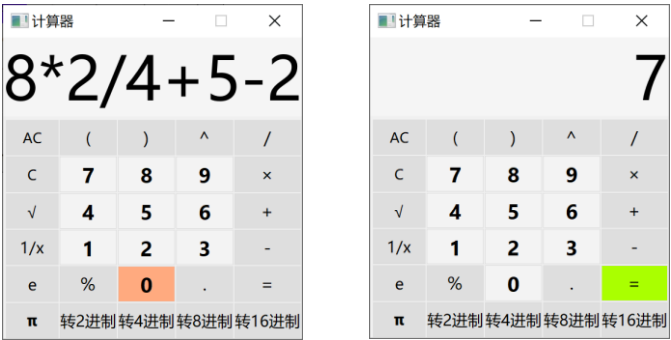 计算器
8*2/4+5-2
AC ( ) ^ /
C 7 8 9 ×
√ 4 5 6 +
1/x 1 2 3 -
e % 0 . =
π 转2进制 转4进制 转8进制 转16进制
计算器
7
AC ( ) ^ /
C 7 8 9 ×
√ 4 5 6 +
1/x 1 2 3 -
e % 0 . =
π 转2进制 转4进制 转8进制 转16进制